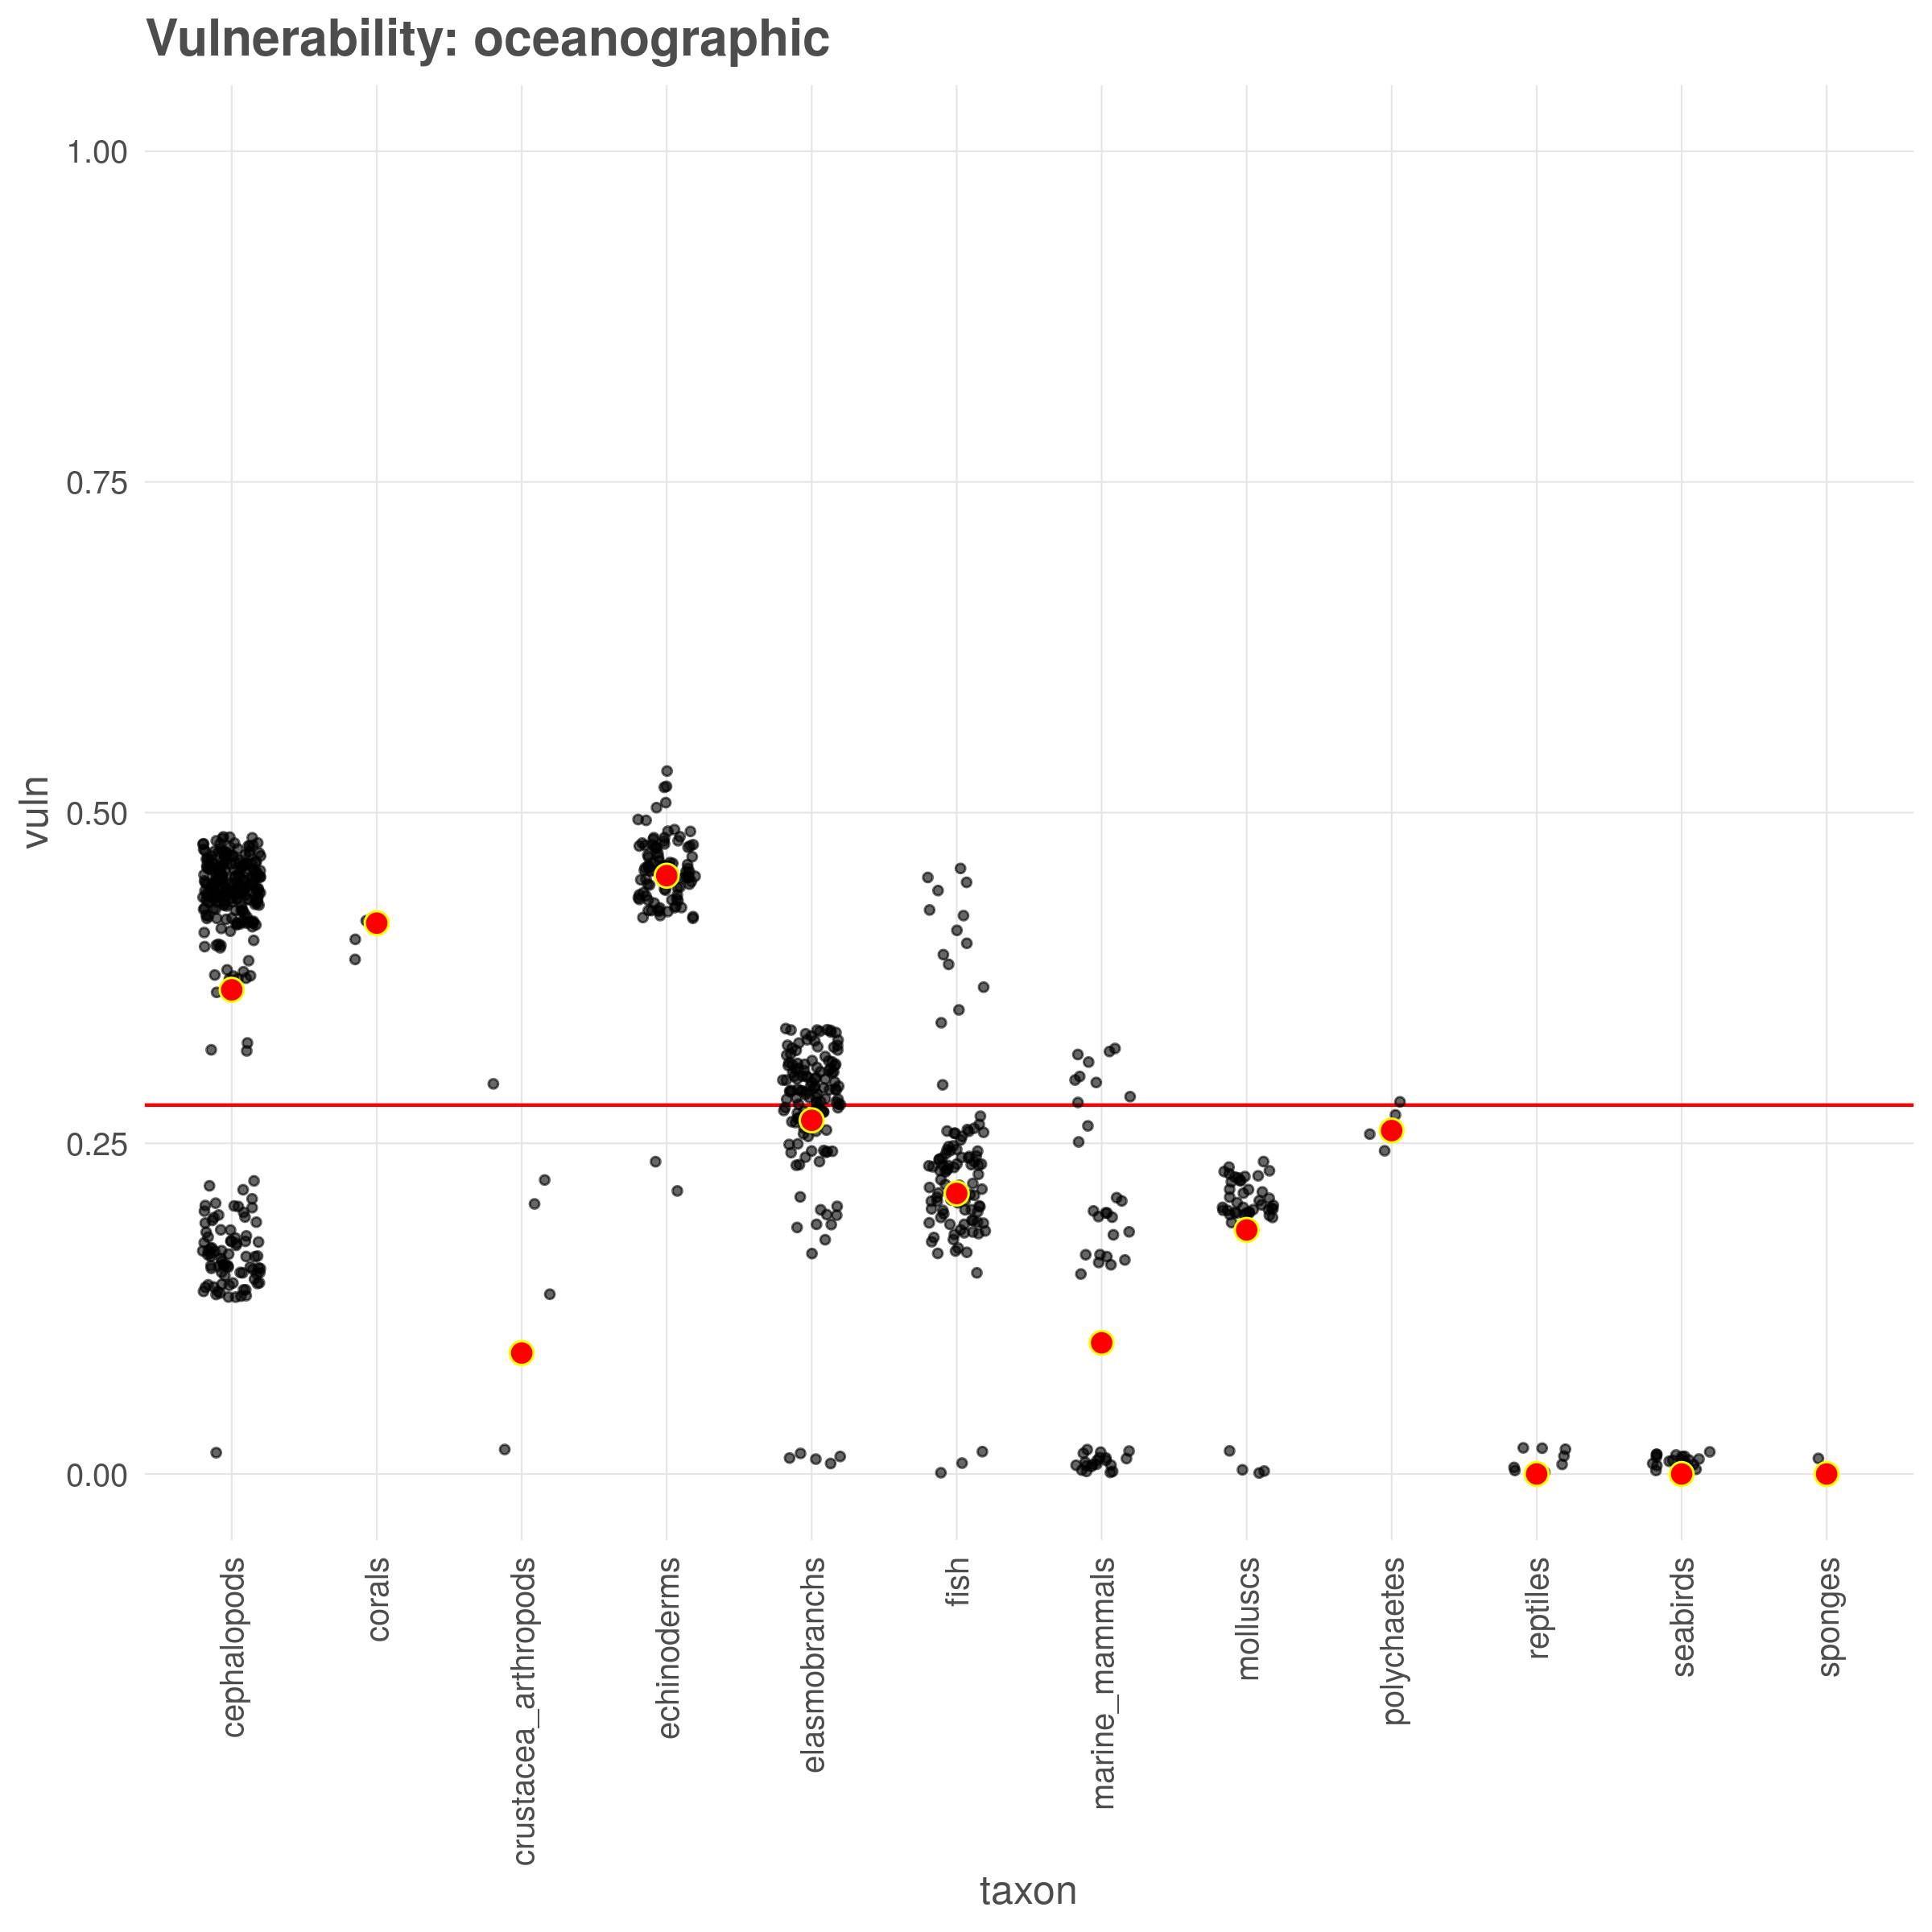 Vulnerability: oceanographic
1.00
0.75
0.50
0.25
0.00
vuln
cephalopods
corals
crustacea_arthropods
echinoderms
elasmobranchs
fish
marine_mammals
molluscs
polychaetes
reptiles
seabirds
sponges
taxon